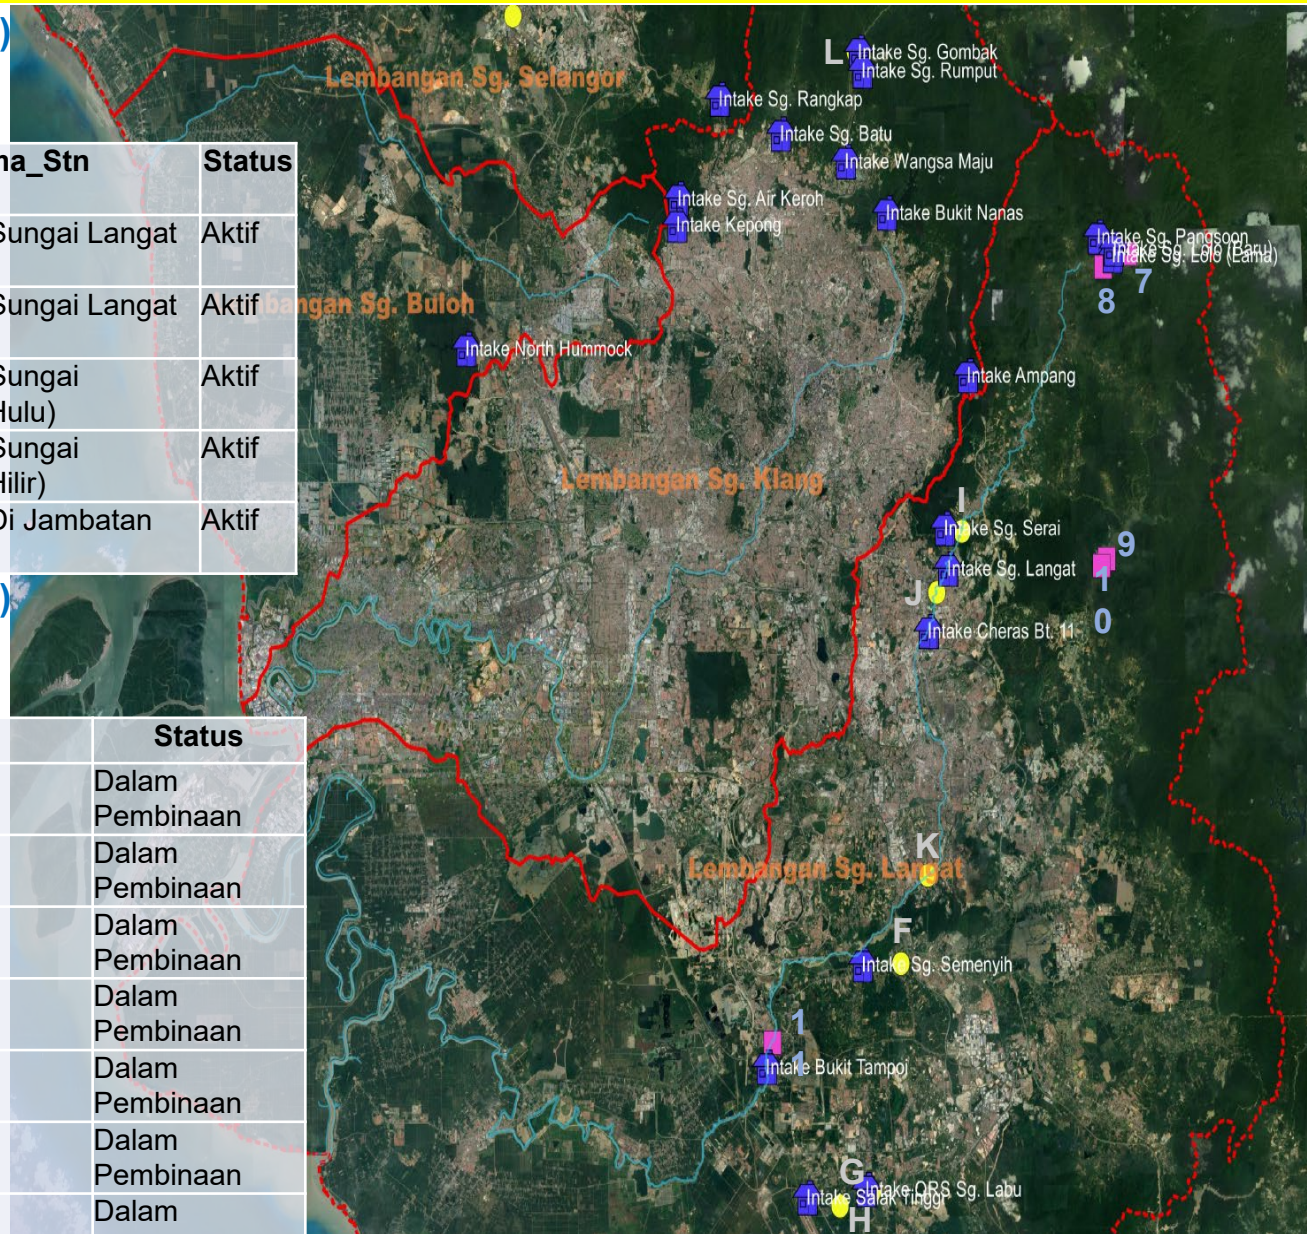 )
Lembangan Sg. Selangor
L
Intake Sg. Gombak
Intake Sg. Rumput
Intake Sg. Rangkap
Intake Sg. Batu
Intake Wangsa Maju
Intake Sg. Air Keroh
Intake Kepong
Intake Bukit Nanas
Intake Sg. Pangsoon
Intake Sg. Lolo (Baru)
Intake Sg. Lolo (Lama)
7
8
na_Stn Status
Sungai Langat Aktif
Sungai Langat Aktif
Sungai Aktif
Hulu)
Sungai Aktif
Hilir)
Di Jambatan Aktif
)
bangan Sg. Buloh
Intake North Hummock
Intake Ampang
Lembangan Sg. Klang
I
Intake Sg. Serai
9
Intake Sg. Langat
1
0
J
Intake Cheras Bt. 11
Status
Dalam
Pembinaan
Dalam
Pembinaan
Dalam
Pembinaan
Dalam
Pembinaan
Dalam
Pembinaan
Dalam
Pembinaan
Dalam
K
Lembangan Sg. Langat
F
Intake Sg. Semenyih
1
1
Intake Bukit Tampoi
G
Intake ORS Sg. Labu
Intake Salak Tinggi
H